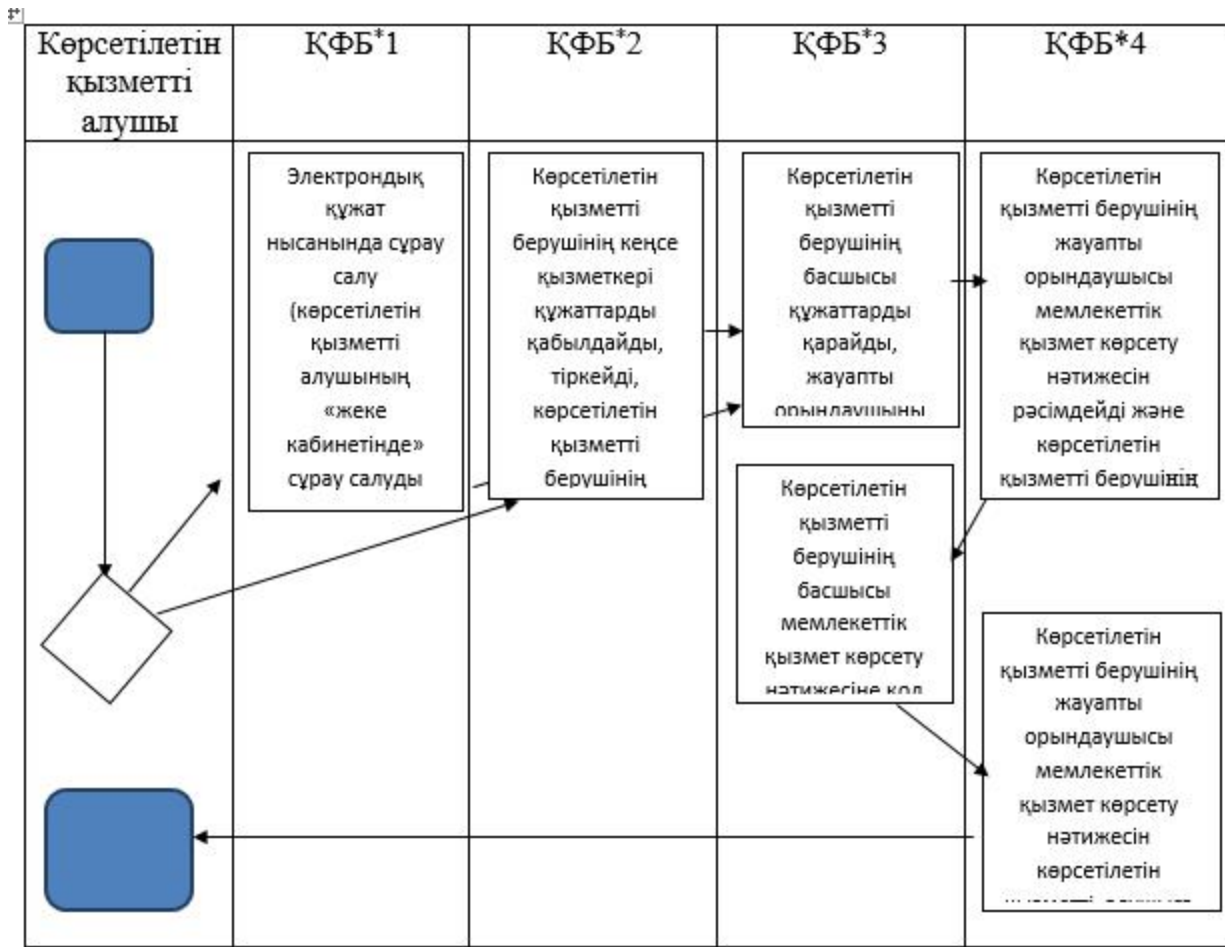 Көрсетілетін
қызметті
алушы
ҚФБ*1
ҚФБ*2
ҚФБ*3
ҚФБ*4
Электрондық
құжат
нысанында сұрау
салу
(көрсетілетін
қызметті
алушының
«жеке
кабинетінде»
сұрау салуды
Көрсетілетін
қызметті
берушінің кеңсе
қызметкері
құжаттарды
қабылдайды,
тіркейді,
көрсетілетін
қызметті
берушінің
Көрсетілетін
қызметті
берушінің
басшысы
құжаттарды
қарайды,
жауапты
орындаушыны
Көрсетілетін
қызметті
берушінің
басшысы
мемлекеттік
қызмет көрсету
нәтижесіне қол
Көрсетілетін
қызметті берушінің
жауапты
орындаушысы
мемлекеттік
қызмет көрсету
нәтижесін
рәсімдейді және
көрсетілетін
қызметті берушінің
Көрсетілетін
қызметті берушінің
жауапты
орындаушысы
мемлекеттік
қызмет көрсету
нәтижесін
көрсетілетін